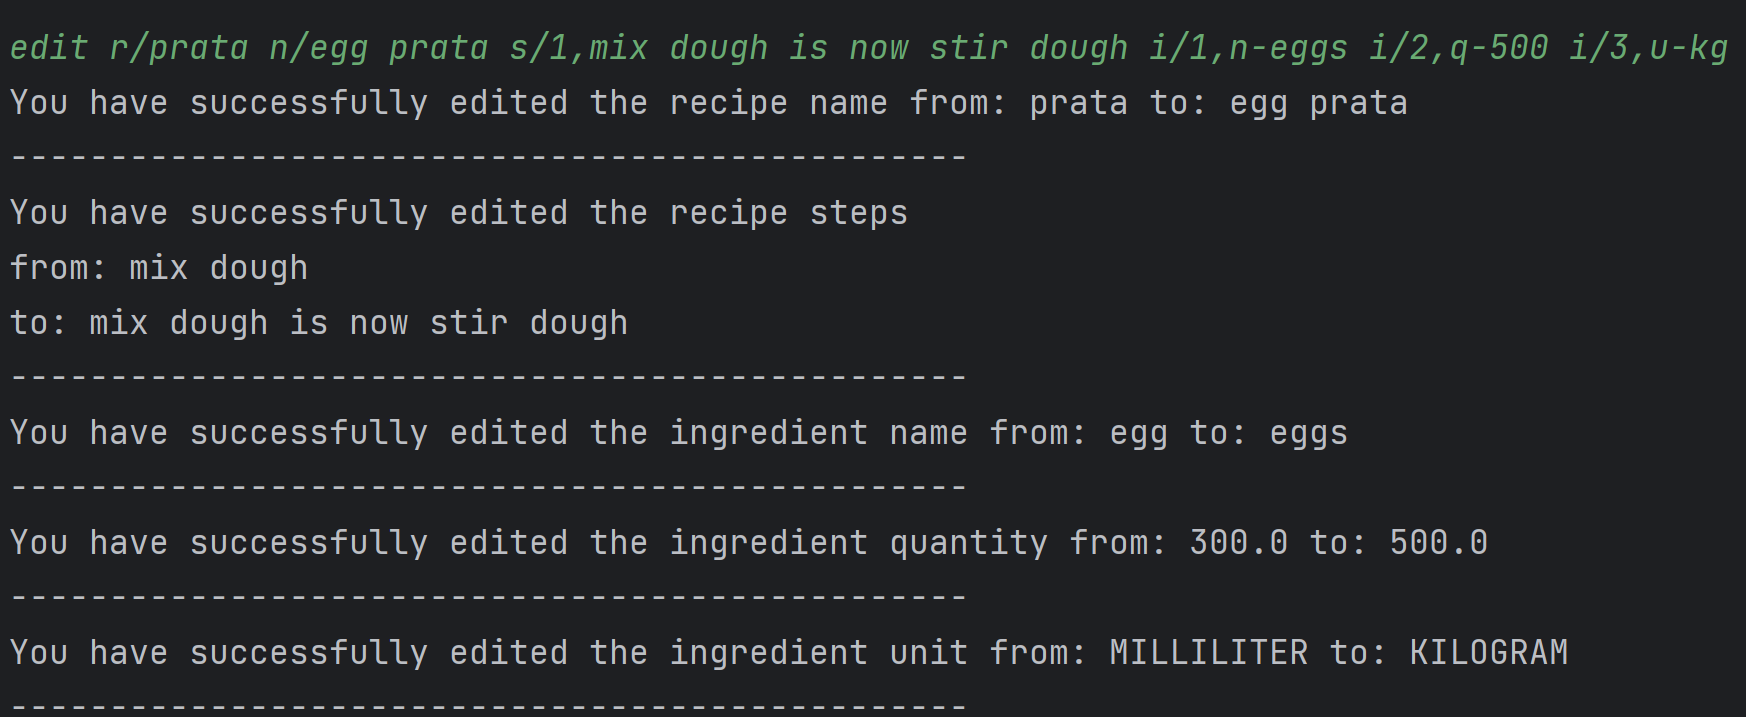 edit r/prata n/egg prata s/1,mix dough is now stir dough i/1,n-eggs i/2,q-500 i/3,u-kg
You have successfully edited the recipe name from: prata to: egg prata
------------------------------------------------
You have successfully edited the recipe steps
from: mix dough
to: mix dough is now stir dough
------------------------------------------------
You have successfully edited the ingredient name from: egg to: eggs
------------------------------------------------
You have successfully edited the ingredient quantity from: 300.0 to: 500.0
------------------------------------------------
You have successfully edited the ingredient unit from: MILLILITER to: KILOGRAM
------------------------------------------------